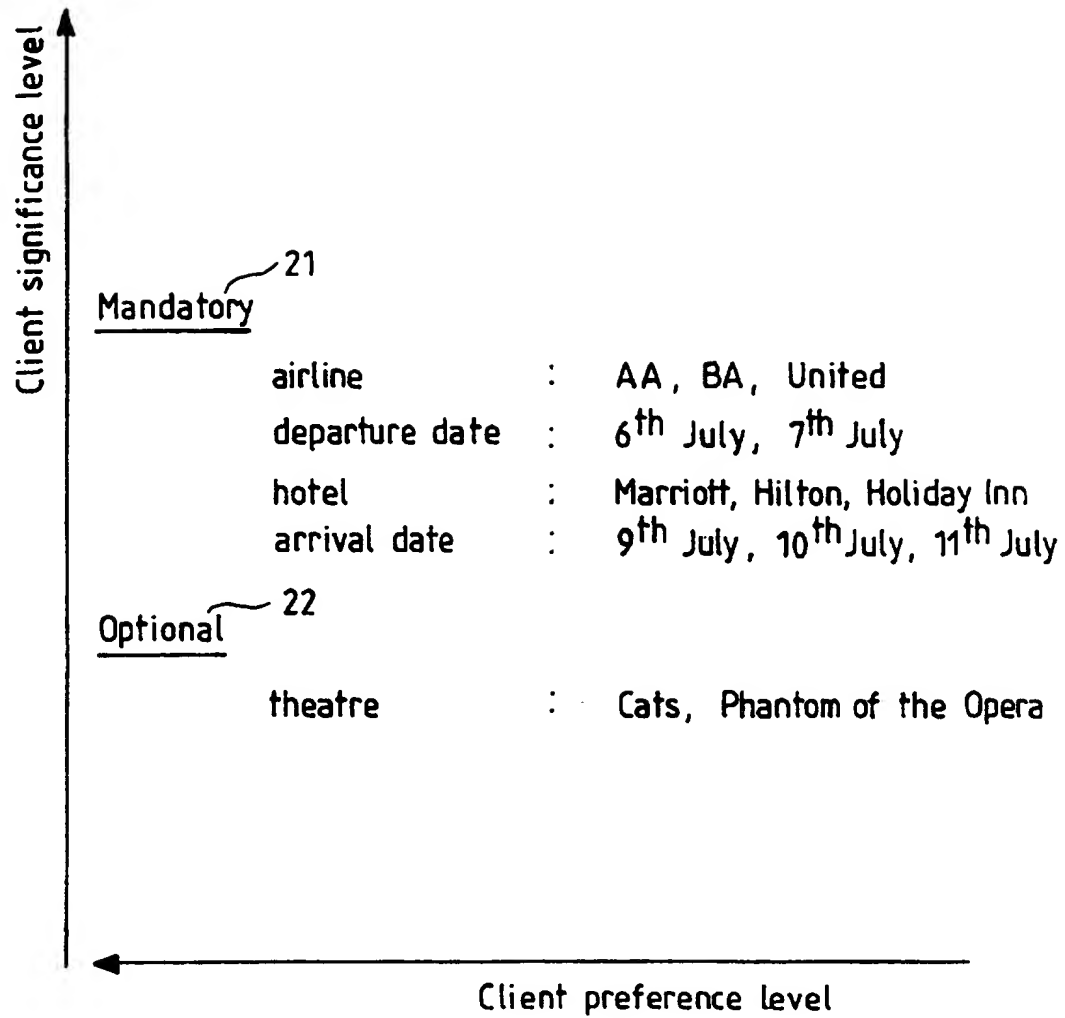 Client significance level
21
Mandatory
airline : AA, BA, United
departure date : 6th July, 7th July
hotel : Marriott, Hilton, Holiday Inn
arrival date : 9th July, 10th July, 11th July
22
Optional
theatre : Cats, Phantom of the Opera
Client preference level